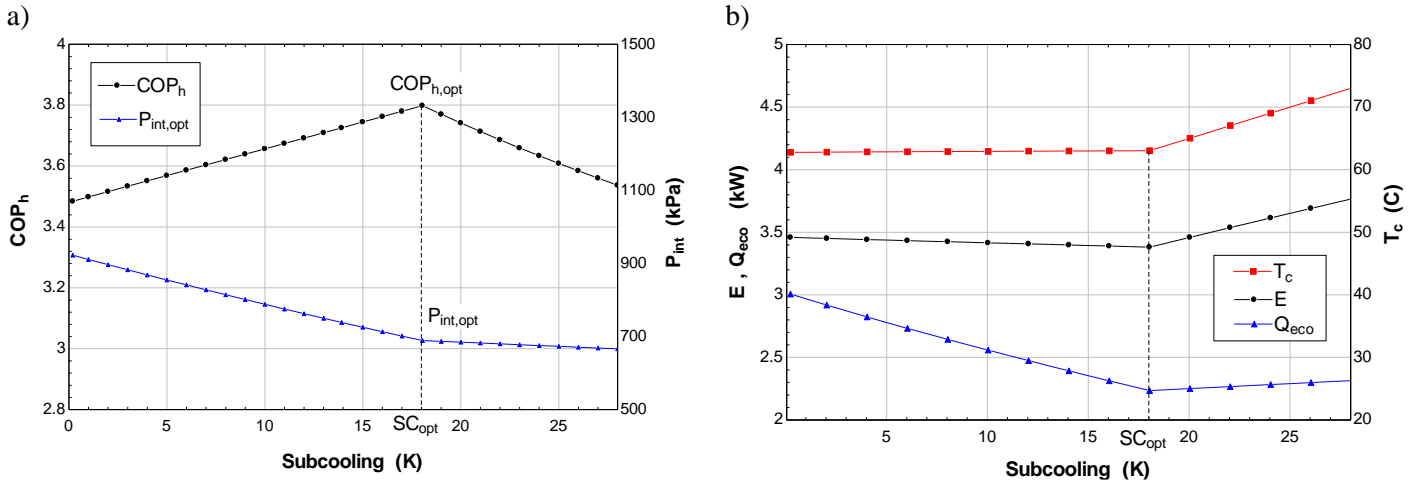 a)
COPh
Pint,opt
COPh,opt
Pint,opt
SCopt
4
3.8
3.6
3.4
3.2
3
2.8
COPh
0
5
10
15
20
25
Subcooling (K)
1500
1300
1100
900
700
500
Pint (kPa)
b)
5
4.5
4
3.5
3
2.5
2
E , Qeco (kW)
Tc
E
Qeco
5
10
15
20
25
SCopt
Subcooling (K)
80
70
60
50
40
30
20
Tc (C)